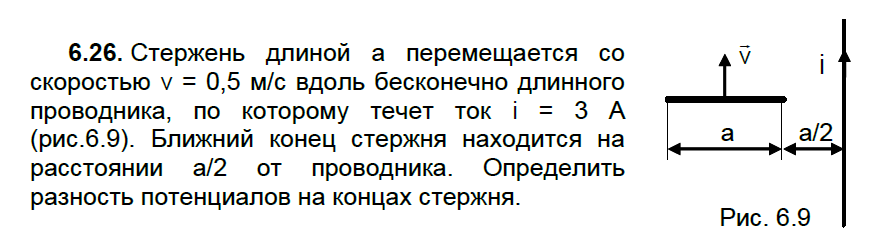 6.26. Стержень длиной a перемещается со
скоростью v = 0,5 м/с вдоль бесконечно длинного
проводника, по которому течет ток i = 3 А
(рис.6.9). Ближний конец стержня находится на
расстоянии a/2 от проводника. Определить
разность потенциалов на концах стержня.
v
i
a
a/2
Рис. 6.9